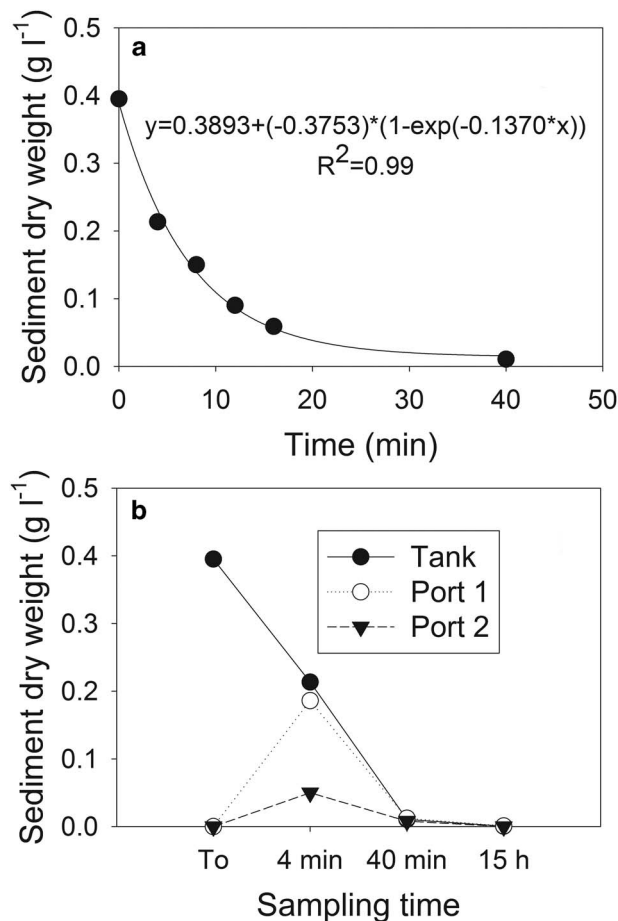 a
Sediment dry weight (g l⁻¹)
0.5
0.4
0.3
0.2
0.1
0.0
y=0.3893+(-0.3753)*(1-exp(-0.1370*x))
R²=0.99
0 10 20 30 40 50
Time (min)
b
Sediment dry weight (g l⁻¹)
0.5
0.4
0.3
0.2
0.1
0.0
Tank
Port 1
Port 2
To 4 min 40 min 15 h
Sampling time